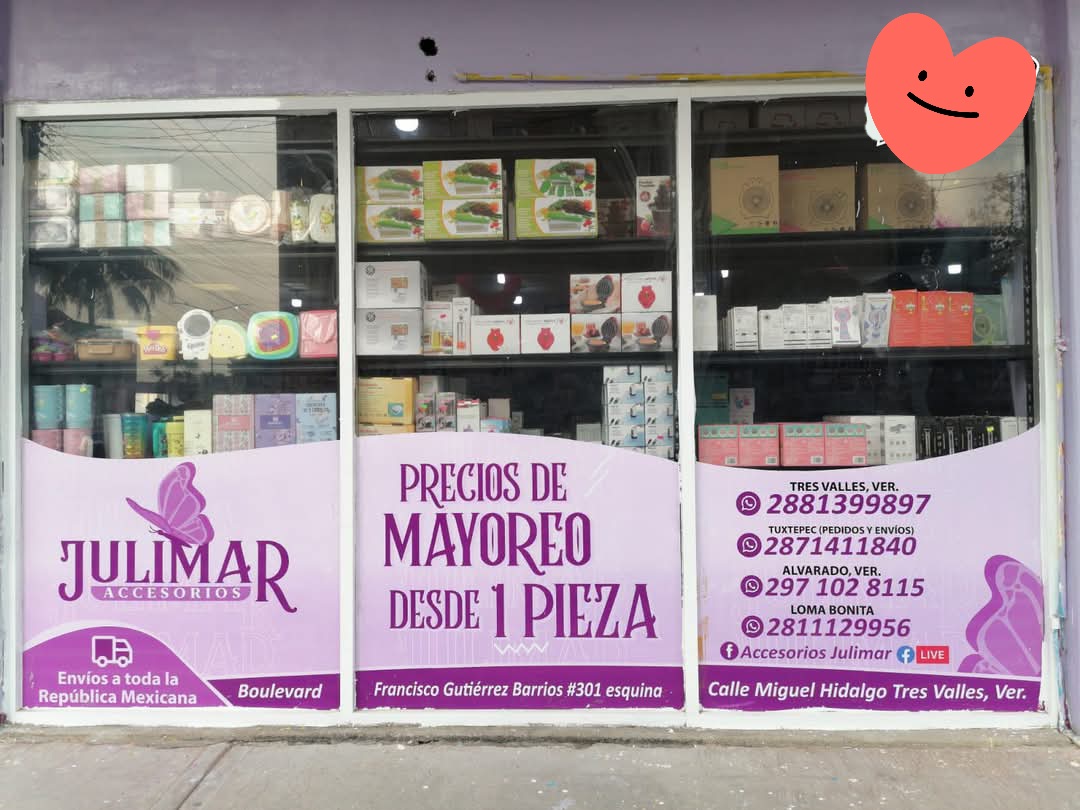 JULIMAR
ACCESORIOS
Envíos a toda la
República Mexicana
PRECIOS DE
MAYOREO
DESDE 1 PIEZA
TRES VALLES, VER.
2881399897
TUXTEPEC (PEDIDOS Y ENVÍOS)
2871411840
ALVARADO, VER.
297 102 8115
LOMA BONITA
2811129956
Accesorios Julimar LIVE
Boulevard Francisco Gutiérrez Barrios #301 esquina Calle Miguel Hidalgo Tres Valles, Ver.